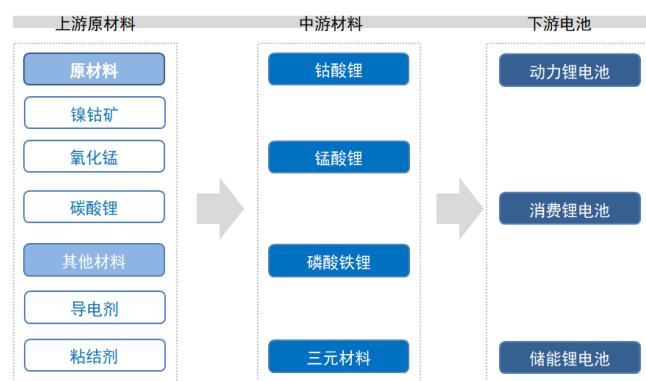 上游原材料
中游材料
下游电池
原材料
镍钴矿
氧化锰
碳酸锂
其他材料
导电剂
粘结剂
钴酸锂
锰酸锂
磷酸铁锂
三元材料
动力锂电池
消费锂电池
储能锂电池